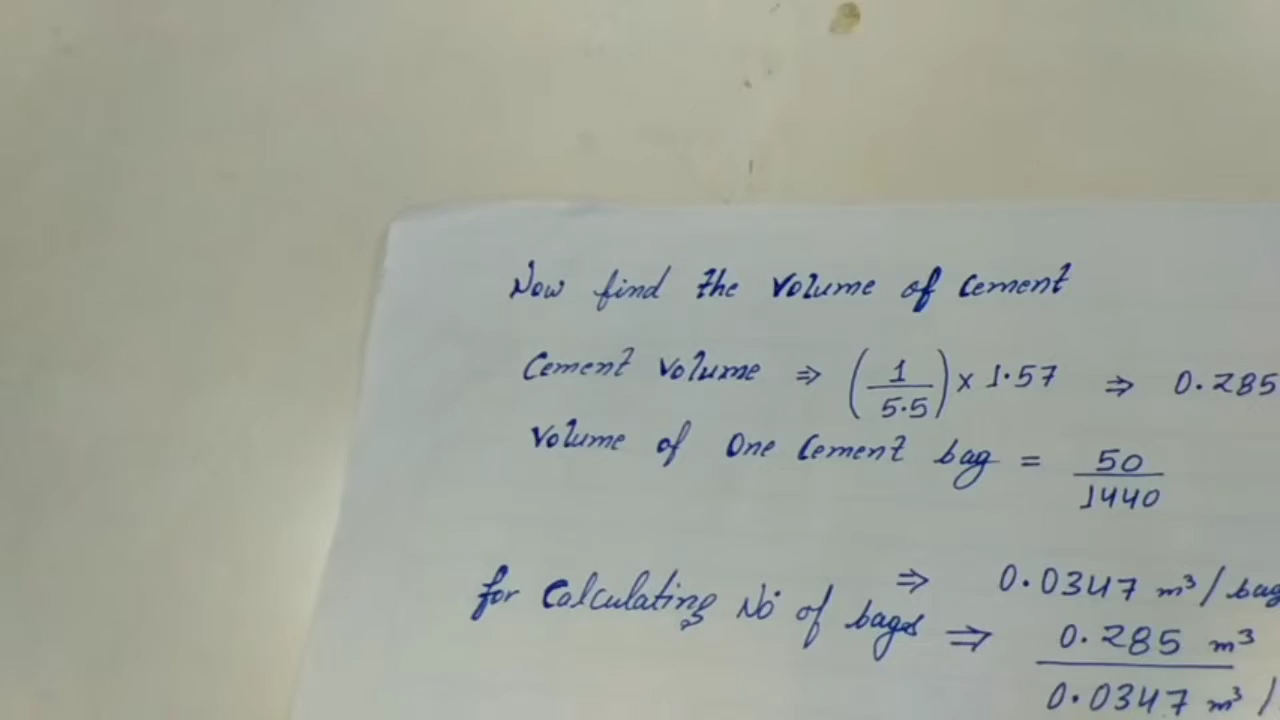 Now find the volume of Cement
Cement volume ⇒ (1/5.5) × 1.57 ⇒ 0.285
Volume of One Cement bag = 50/1440
⇒ 0.0347 m³/bag
for Calculating No of bags ⇒ 0.285 m³ / 0.0347 m³/